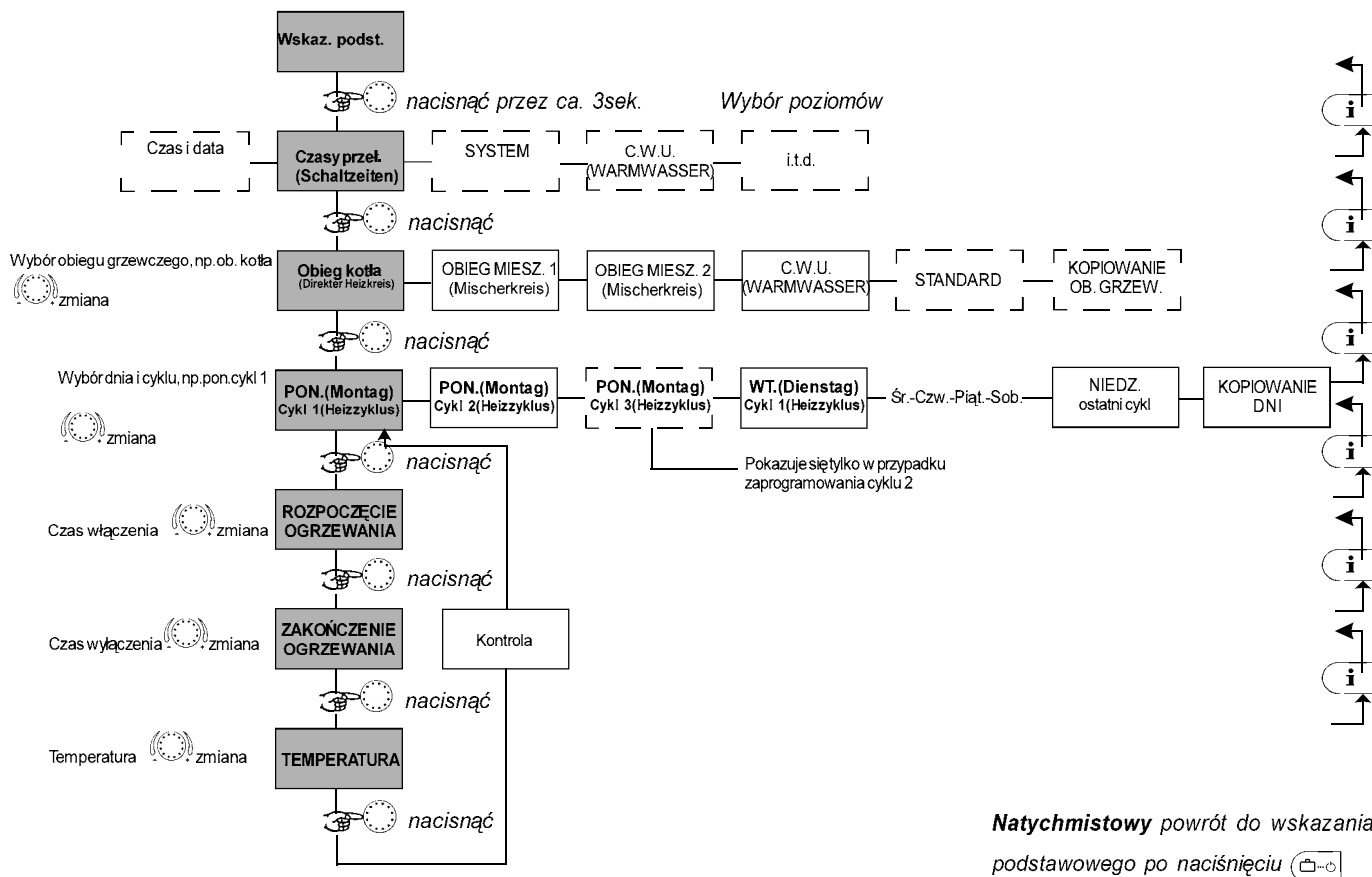 Wskaz. podst.
nacisnąć przez ca. 3sek.
Wybór poziomów
Czas i data
Czasy przeł.
(Schaltzeiten)
SYSTEM
C.W.U.
(WARMWASSER)
i.t.d.
nacisnąć
Wybór obiegu grzewczego, np. ob. kotła
zmiana
Obieg kotła
(Direkter Heizkreis)
OBIEG MIESZ. 1
(Mischerkreis)
OBIEG MIESZ. 2
(Mischerkreis)
C.W.U.
(WARMWASSER)
STANDARD
KOPIOWANIE
OB. GRZEW.
nacisnąć
Wybór dnia i cyklu, np.pon.cykl 1
zmiana
PON.(Montag)
Cykl 1(Heizzyklus)
PON.(Montag)
Cykl 2(Heizzyklus)
PON.(Montag)
Cykl 3(Heizzyklus)
WT.(Dienstag)
Cykl 1(Heizzyklus)
Śr.-Czw.-Piąt.-Sob.
NIEDZ.
ostatni cykl
KOPIOWANIE
DNI
nacisnąć
Pokazuje się tylko w przypadku
zaprogramowania cyklu 2
Czas włączenia
zmiana
ROZPOCZĘCIE
OGRZEWANIA
nacisnąć
Czas wyłączenia
zmiana
ZAKOŃCZENIE
OGRZEWANIA
Kontrola
nacisnąć
Temperatura
zmiana
TEMPERATURA
nacisnąć
i
i
i
i
i
i
Natychmistowy powrót do wskazania
podstawowego po naciśnięciu